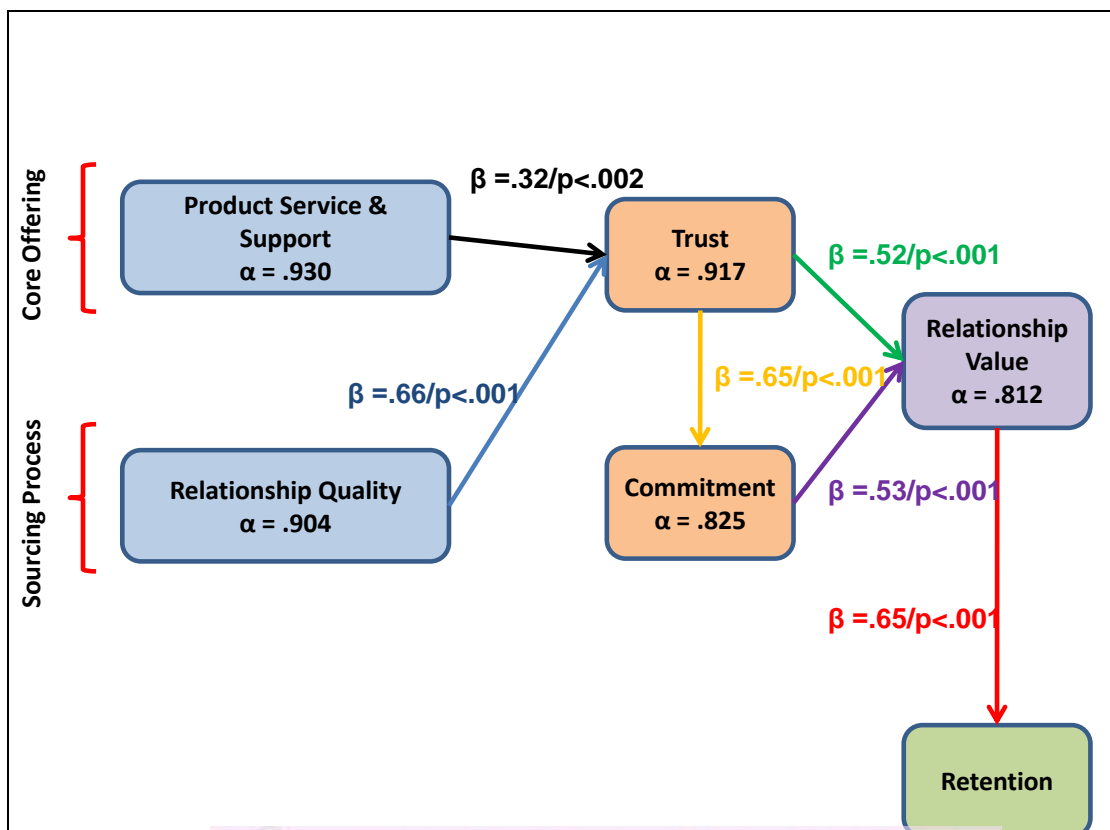 Core Offering
Product Service &
Support
α = .930
β =.32/p<.002
Trust
α = .917
β =.52/p<.001
Relationship
Value
α = .812
β =.66/p<.001
β =.65/p<.001
Sourcing Process
Relationship Quality
α = .904
Commitment
α = .825
β =.53/p<.001
β =.65/p<.001
Retention